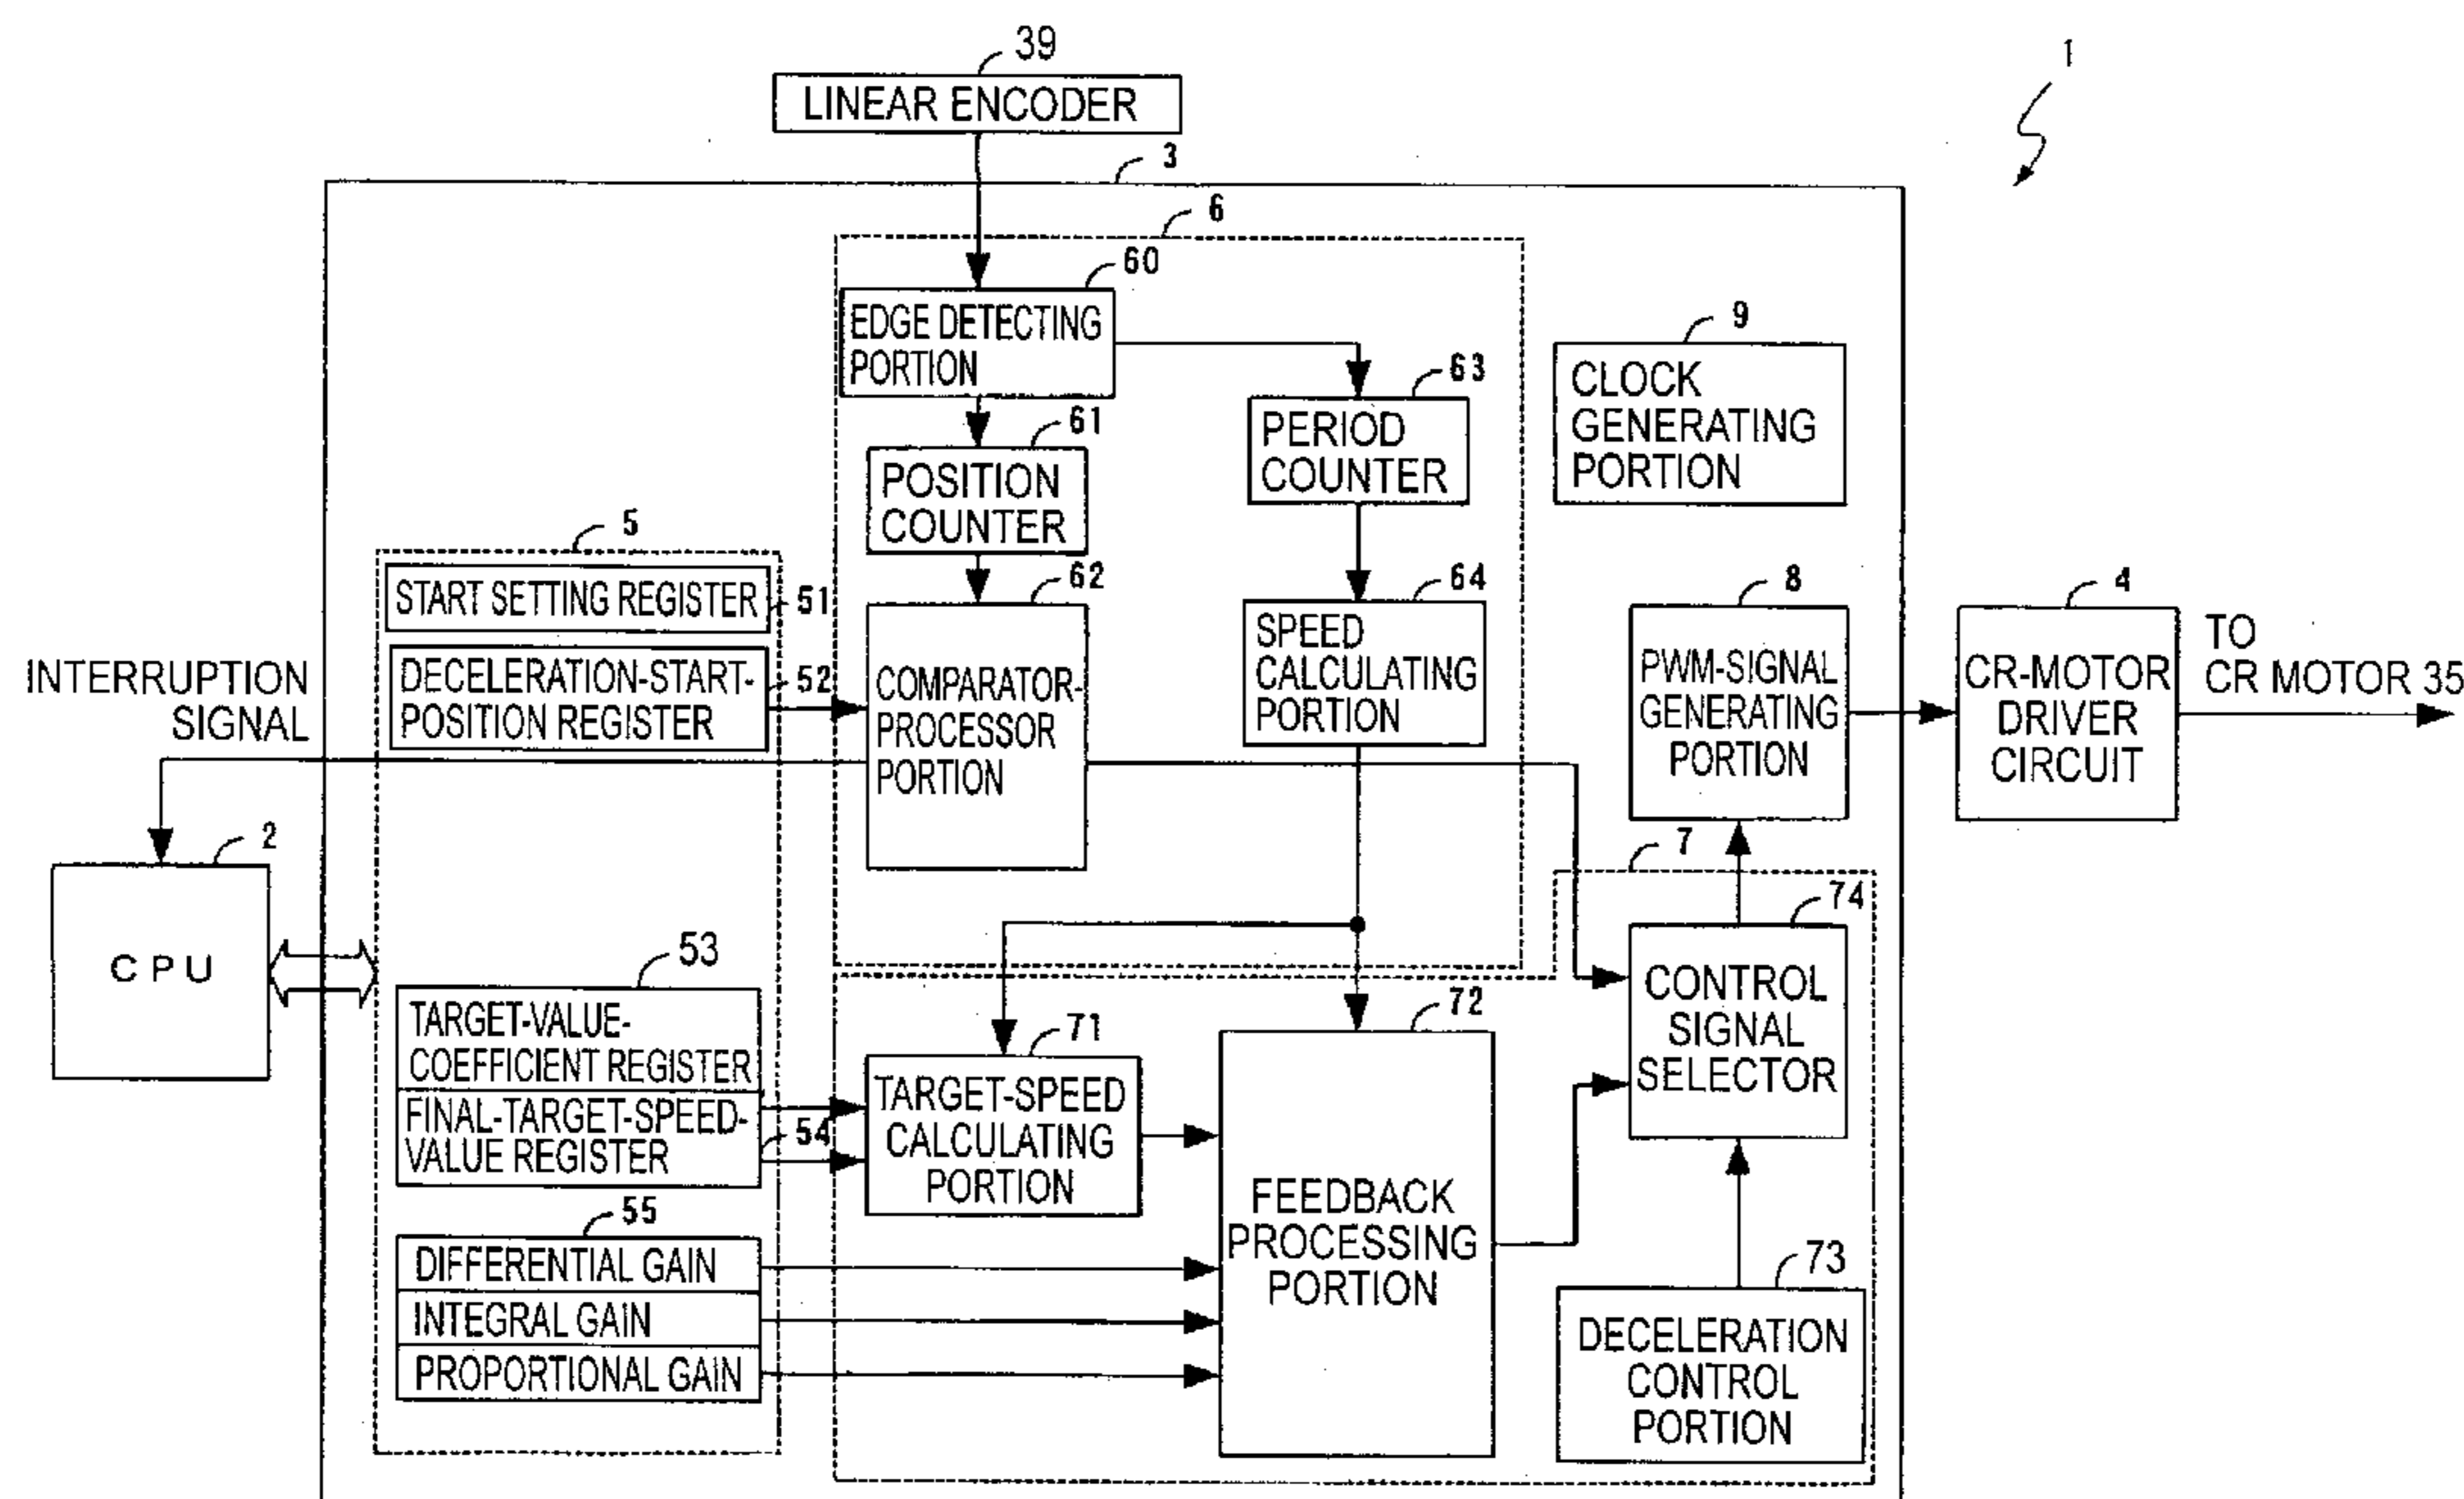 39
LINEAR ENCODER
1
3
6
60
EDGE DETECTING
PORTION
9
CLOCK
GENERATING
PORTION
63
PERIOD
COUNTER
61
POSITION
COUNTER
5
START SETTING REGISTER
51
62
COMPARATOR-
PROCESSOR
PORTION
64
SPEED
CALCULATING
PORTION
8
PWM-SIGNAL
GENERATING
PORTION
4
CR-MOTOR
DRIVER
CIRCUIT
TO
CR MOTOR 35
INTERRUPTION
SIGNAL
DECELERATION-START-
POSITION REGISTER
52
2
CPU
7
74
CONTROL
SIGNAL
SELECTOR
53
TARGET-VALUE-
COEFFICIENT REGISTER
FINAL-TARGET-SPEED-
VALUE REGISTER
54
71
TARGET-SPEED
CALCULATING
PORTION
72
FEEDBACK
PROCESSING
PORTION
55
DIFFERENTIAL GAIN
INTEGRAL GAIN
PROPORTIONAL GAIN
73
DECELERATION
CONTROL
PORTION